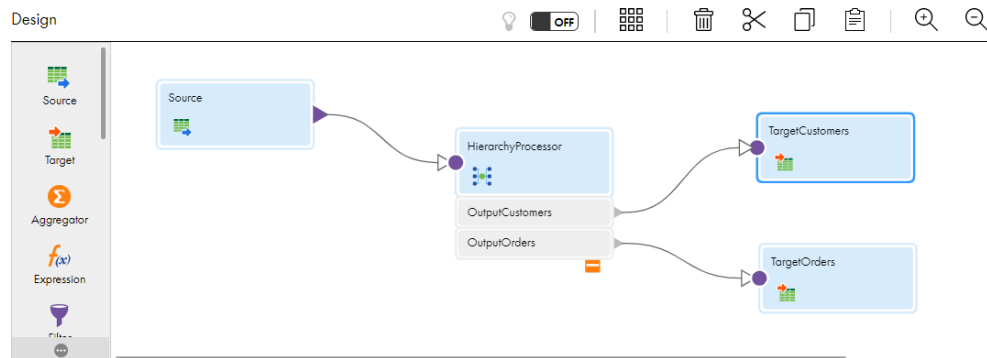 Design
OFF
Source
Target
Σ
Aggregator
f(x)
Expression
Source
HierarchyProcessor
OutputCustomers
OutputOrders
TargetCustomers
TargetOrders